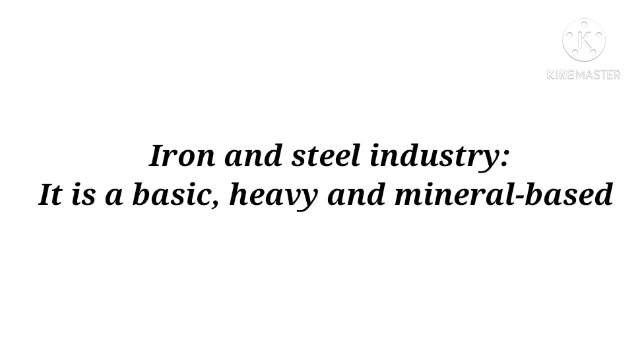 KINEMASTER
Iron and steel industry:
It is a basic, heavy and mineral-based